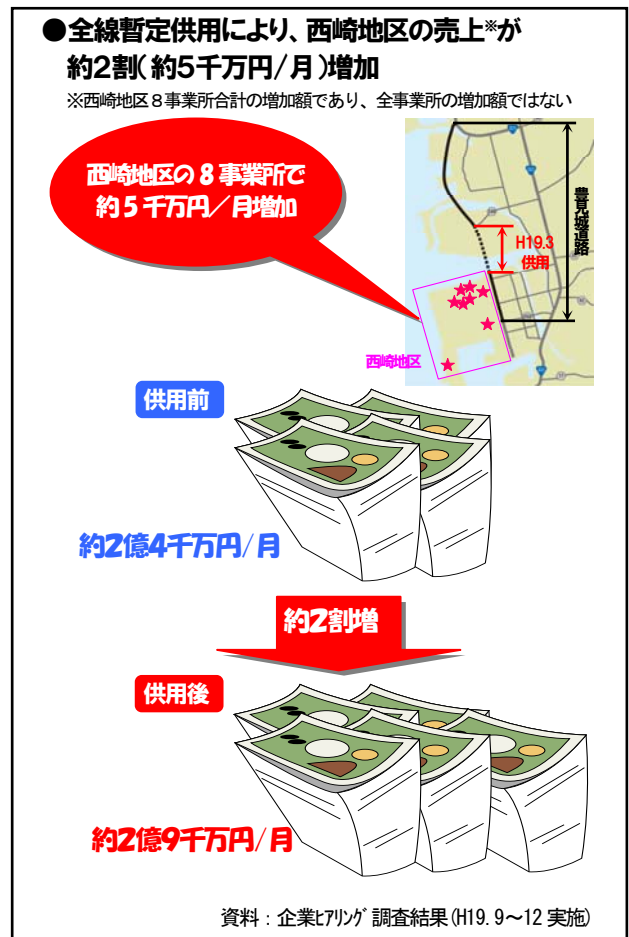 ●全線暫定供用により、西崎地区の売上※が
約2割(約5千万円/月)増加
※西崎地区８事業所合計の増加額であり、全事業所の増加額ではない
西崎地区の８事業所で
約５千万円／月増加
豊見城道路
H19.3
供用
西崎地区
供用前
約2億4千万円/月
約2割増
供用後
約2億9千万円/月
資料：企業ﾋｱﾘﾝｸﾞ調査結果(H19.9～12実施)